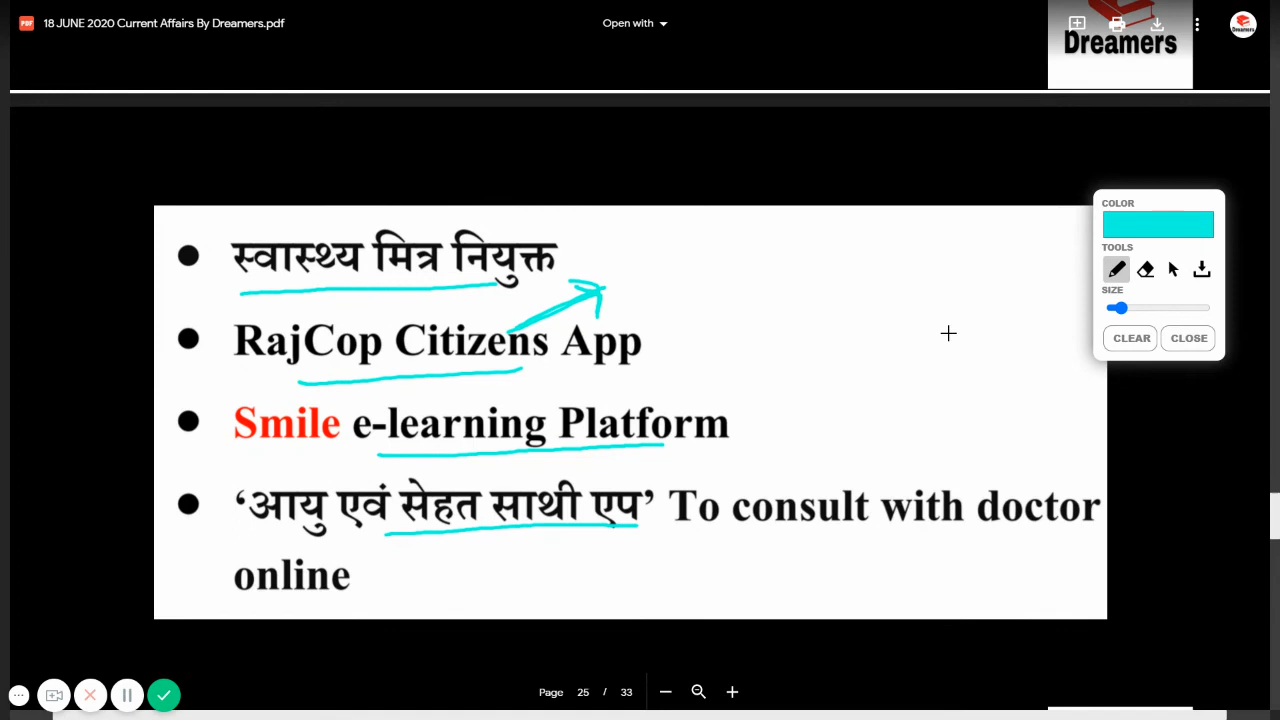 18 JUNE 2020 Current Affairs By Dreamers.pdf
Open with
Dreamers
COLOR
TOOLS
SIZE
CLEAR CLOSE
● स्वास्थ्य मित्र नियुक्त
● RajCop Citizens App
● Smile e-learning Platform
● ‘आयु एवं सेहत साथी एप’ To consult with doctor
online
Page 25 / 33